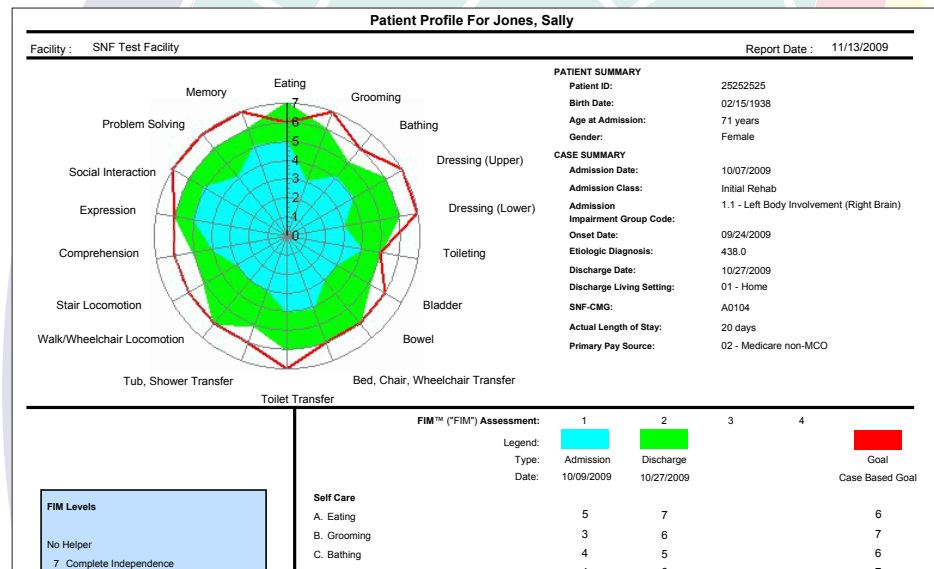 Patient Profile For Jones, Sally
Facility : SNF Test Facility Report Date : 11/13/2009
Eating
Memory
Grooming
Problem Solving
Bathing
Social Interaction
Dressing (Upper)
Expression
Dressing (Lower)
Comprehension
Toileting
Stair Locomotion
Bladder
Walk/Wheelchair Locomotion
Bowel
Tub, Shower Transfer
Bed, Chair, Wheelchair Transfer
Toilet Transfer
7
6
5
4
3
2
1
0
PATIENT SUMMARY
Patient ID: 25252525
Birth Date: 02/15/1938
Age at Admission: 71 years
Gender: Female
CASE SUMMARY
Admission Date: 10/07/2009
Admission Class: Initial Rehab
Admission 1.1 - Left Body Involvement (Right Brain)
Impairment Group Code:
Onset Date: 09/24/2009
Etiologic Diagnosis: 438.0
Discharge Date: 10/27/2009
Discharge Living Setting: 01 - Home
SNF-CMG: A0104
Actual Length of Stay: 20 days
Primary Pay Source: 02 - Medicare non-MCO
FIM™ ("FIM") Assessment: 1 2 3 4
Legend:
Type: Admission Discharge Goal
Date: 10/09/2009 10/27/2009 Case Based Goal
Self Care
A. Eating 5 7 6
B. Grooming 3 6 7
C. Bathing 4 5 6
FIM Levels
No Helper
7 Complete Independence